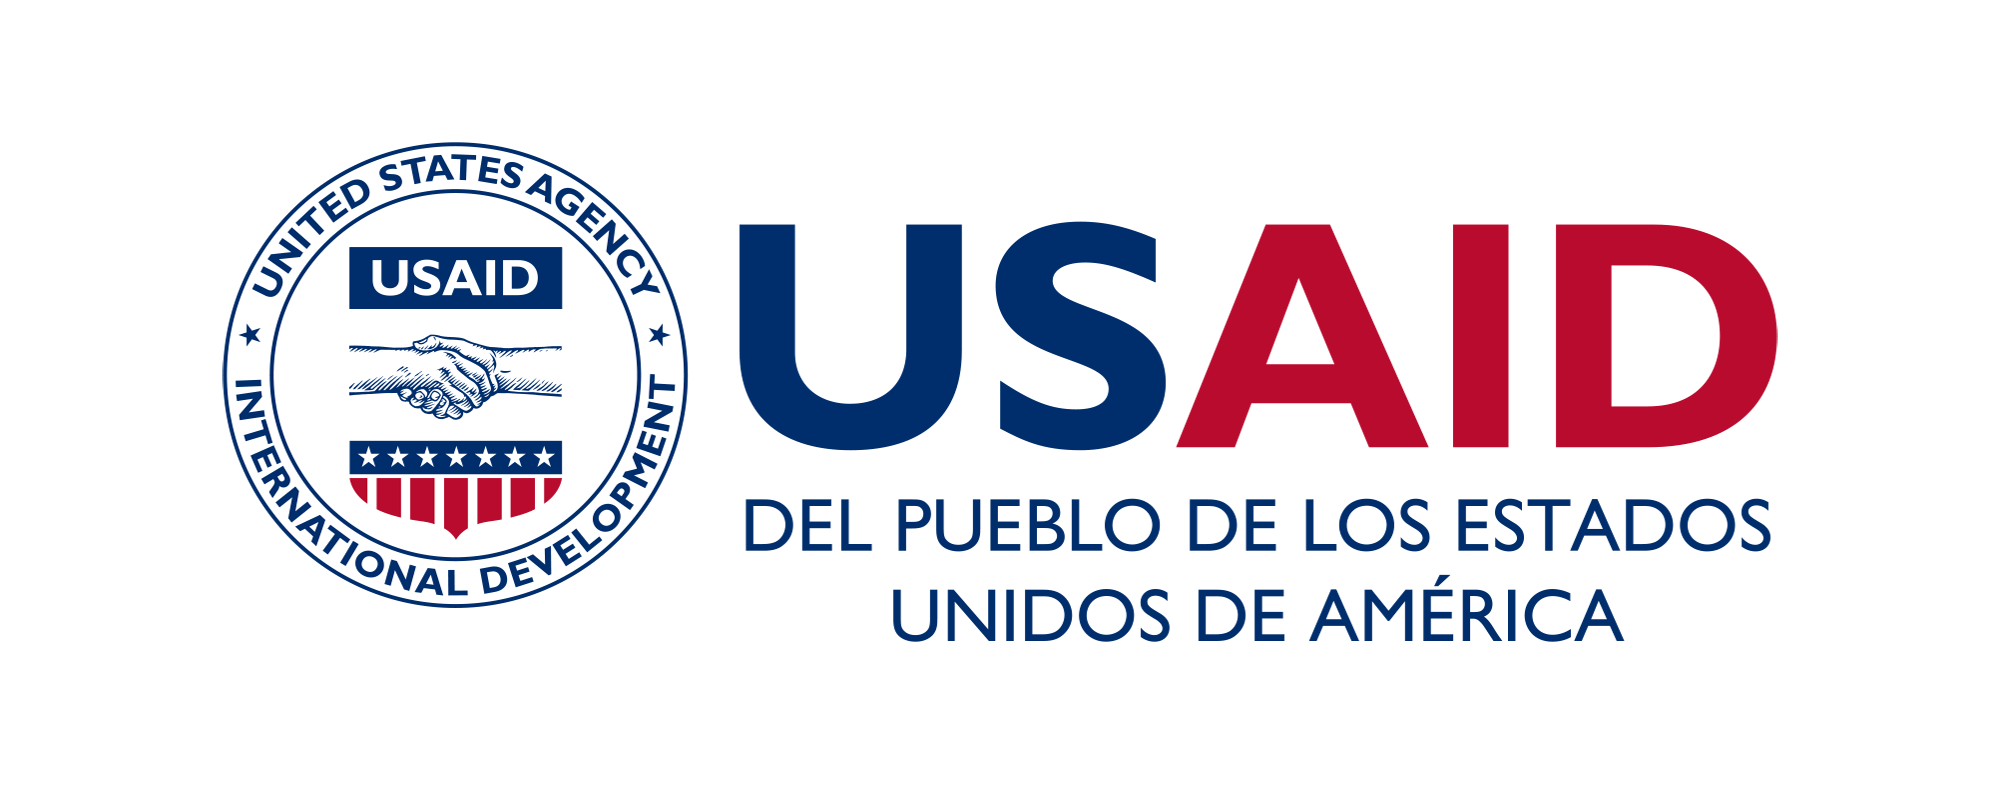 UNITED STATES AGENCY
INTERNATIONAL DEVELOPMENT
USAID
USAID
DEL PUEBLO DE LOS ESTADOS
UNIDOS DE AMÉRICA